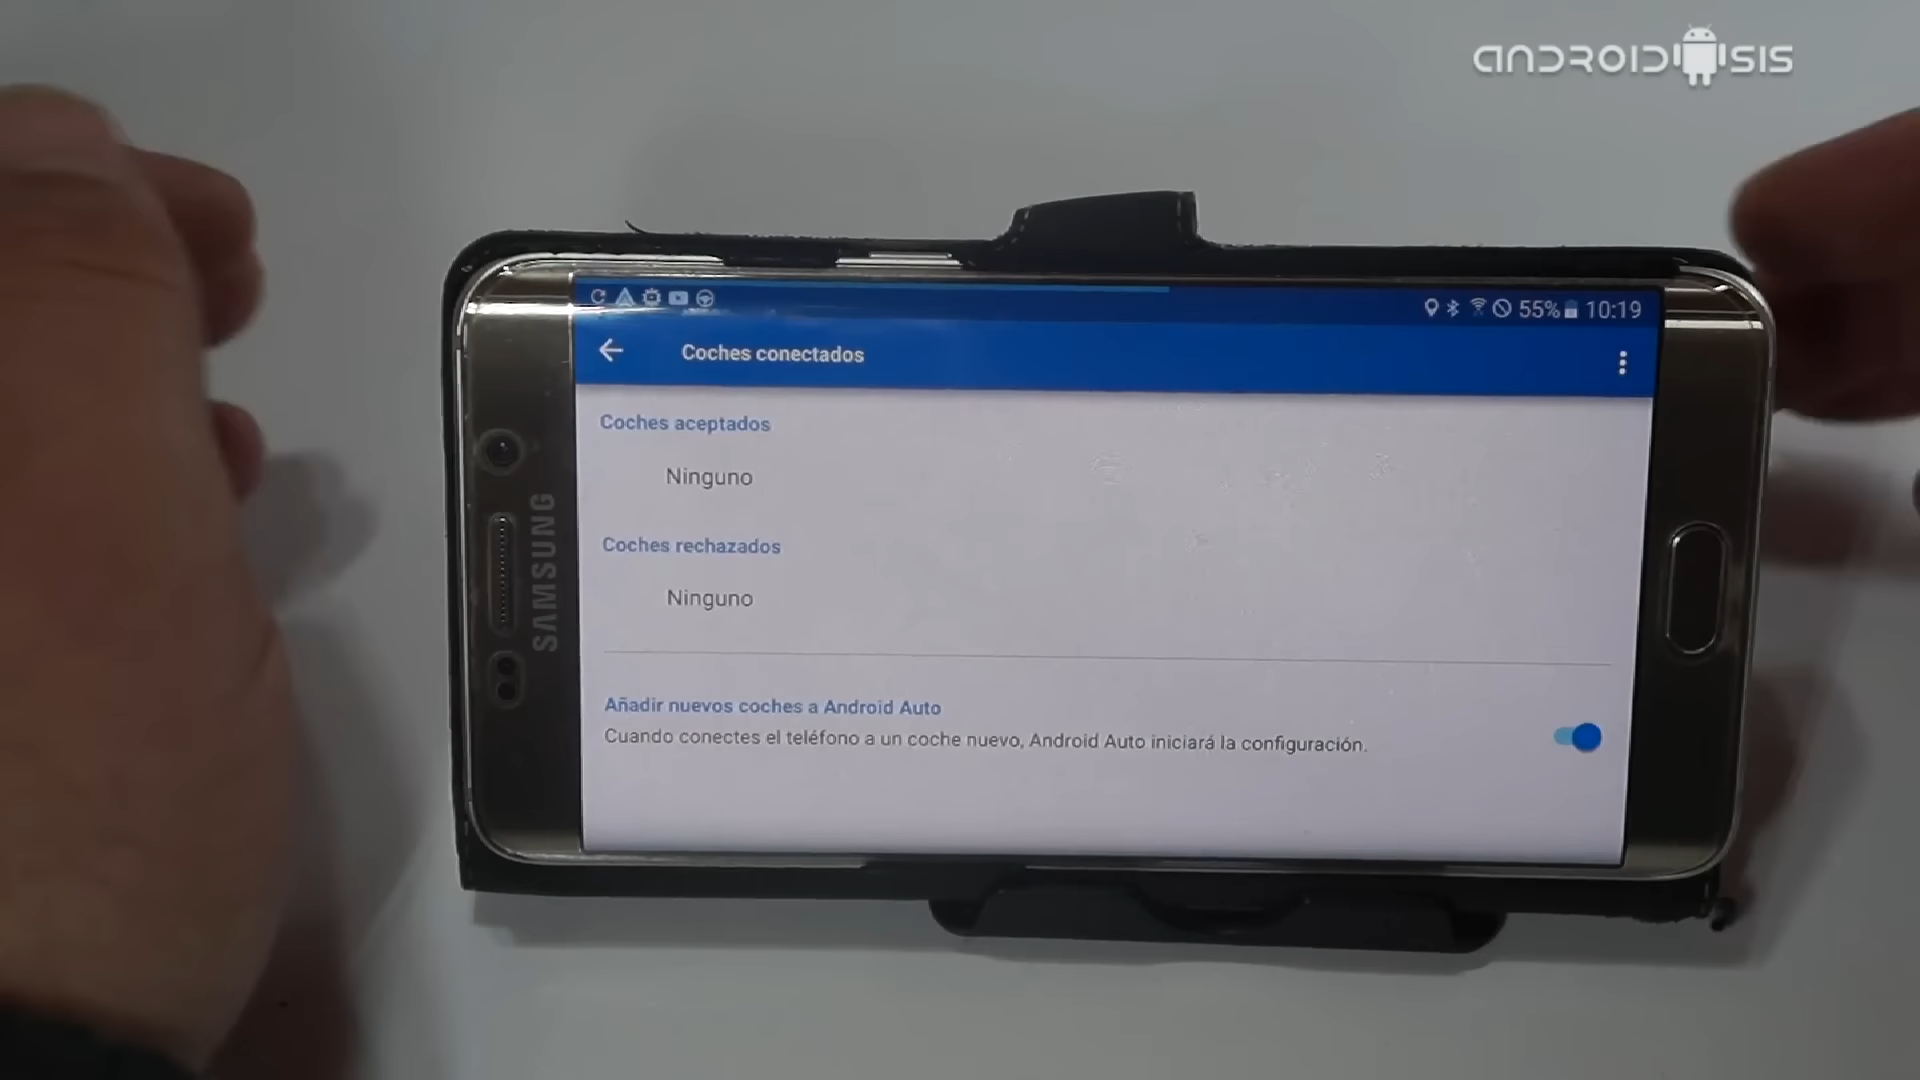 ANDROIDSIS
55% 10:19
Coches conectados
Coches aceptados
Ninguno
Coches rechazados
Ninguno
Añadir nuevos coches a Android Auto
Cuando conectes el teléfono a un coche nuevo, Android Auto iniciará la configuración.
SAMSUNG